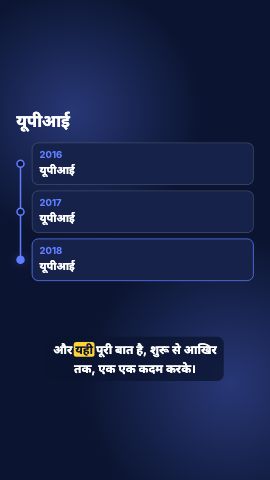 यूपीआई
2016
यूपीआई
2017
यूपीआई
2018
यूपीआई
और यही पूरी बात है, शुरू से आखिर
तक, एक एक कदम करके।